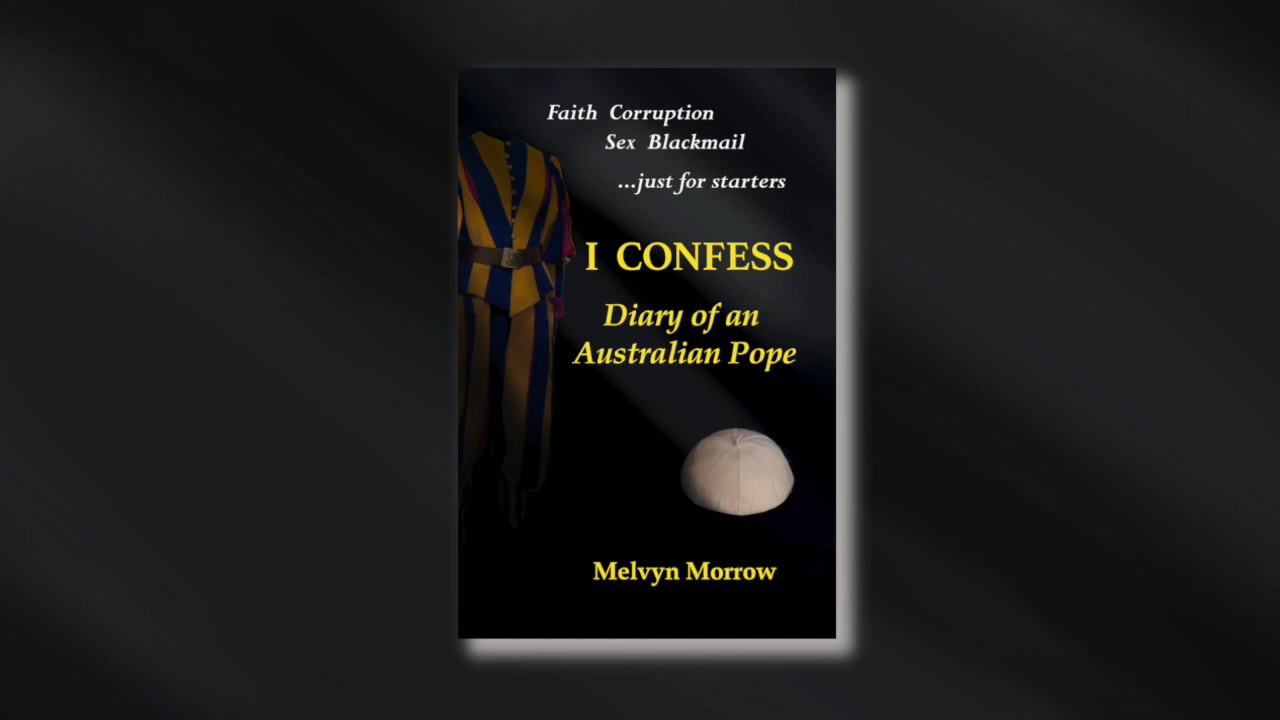 Faith Corruption
Sex Blackmail
...just for starters
I CONFESS
Diary of an
Australian Pope
Melvyn Morrow